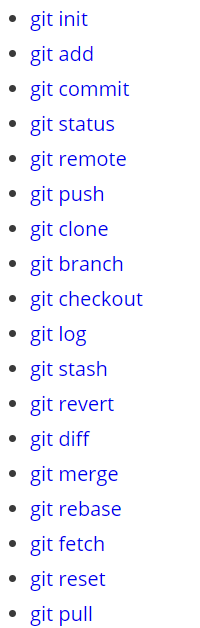 git init
git add
git commit
git status
git remote
git push
git clone
git branch
git checkout
git log
git stash
git revert
git diff
git merge
git rebase
git fetch
git reset
git pull